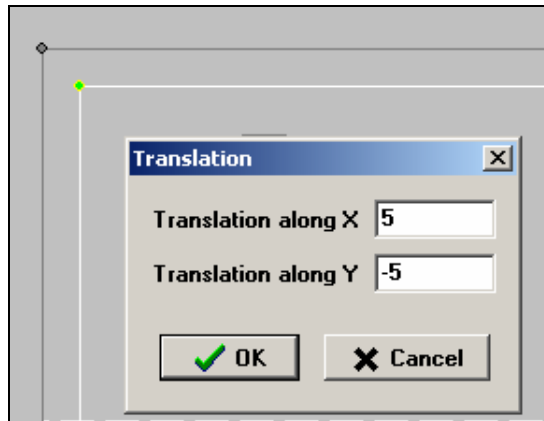 Translation
Translation along X 5
Translation along Y -5
OK Cancel